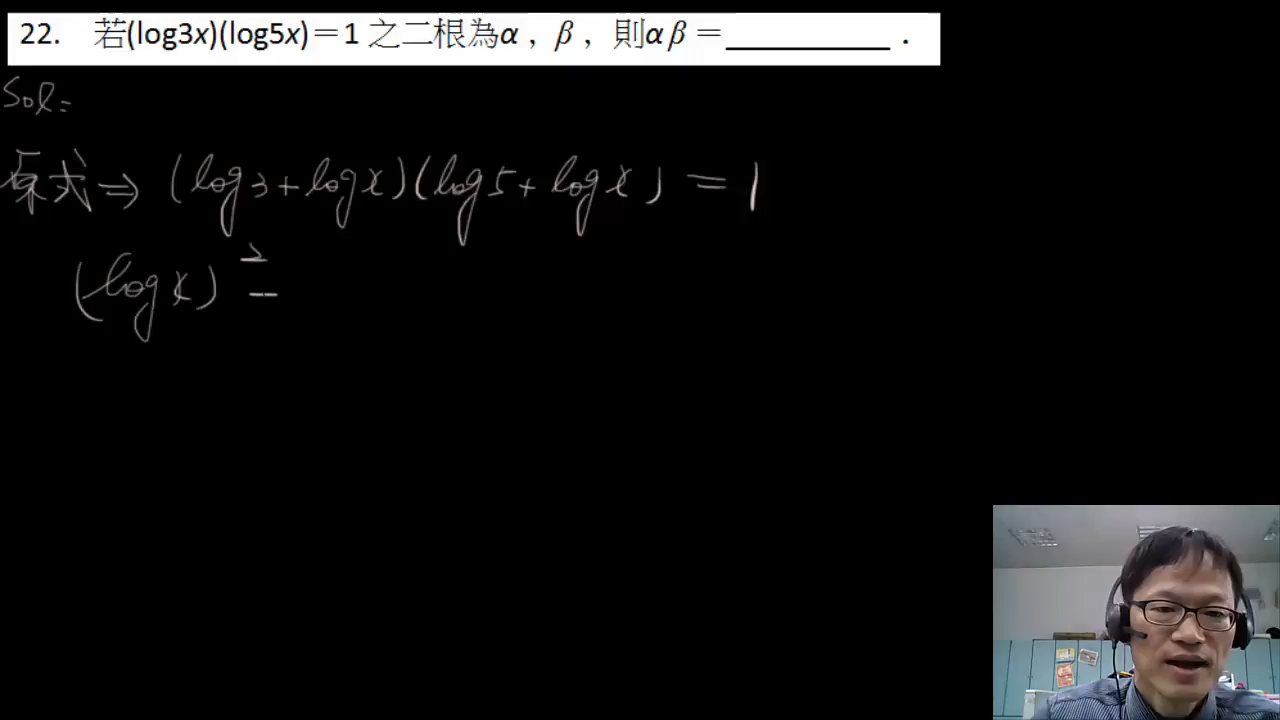 22. 若(log3x)(log5x)＝1 之二根為α，β，則αβ＝__________．
Sol:
原式⇒ (log3+logx)(log5+logx) = 1
(logx)² −